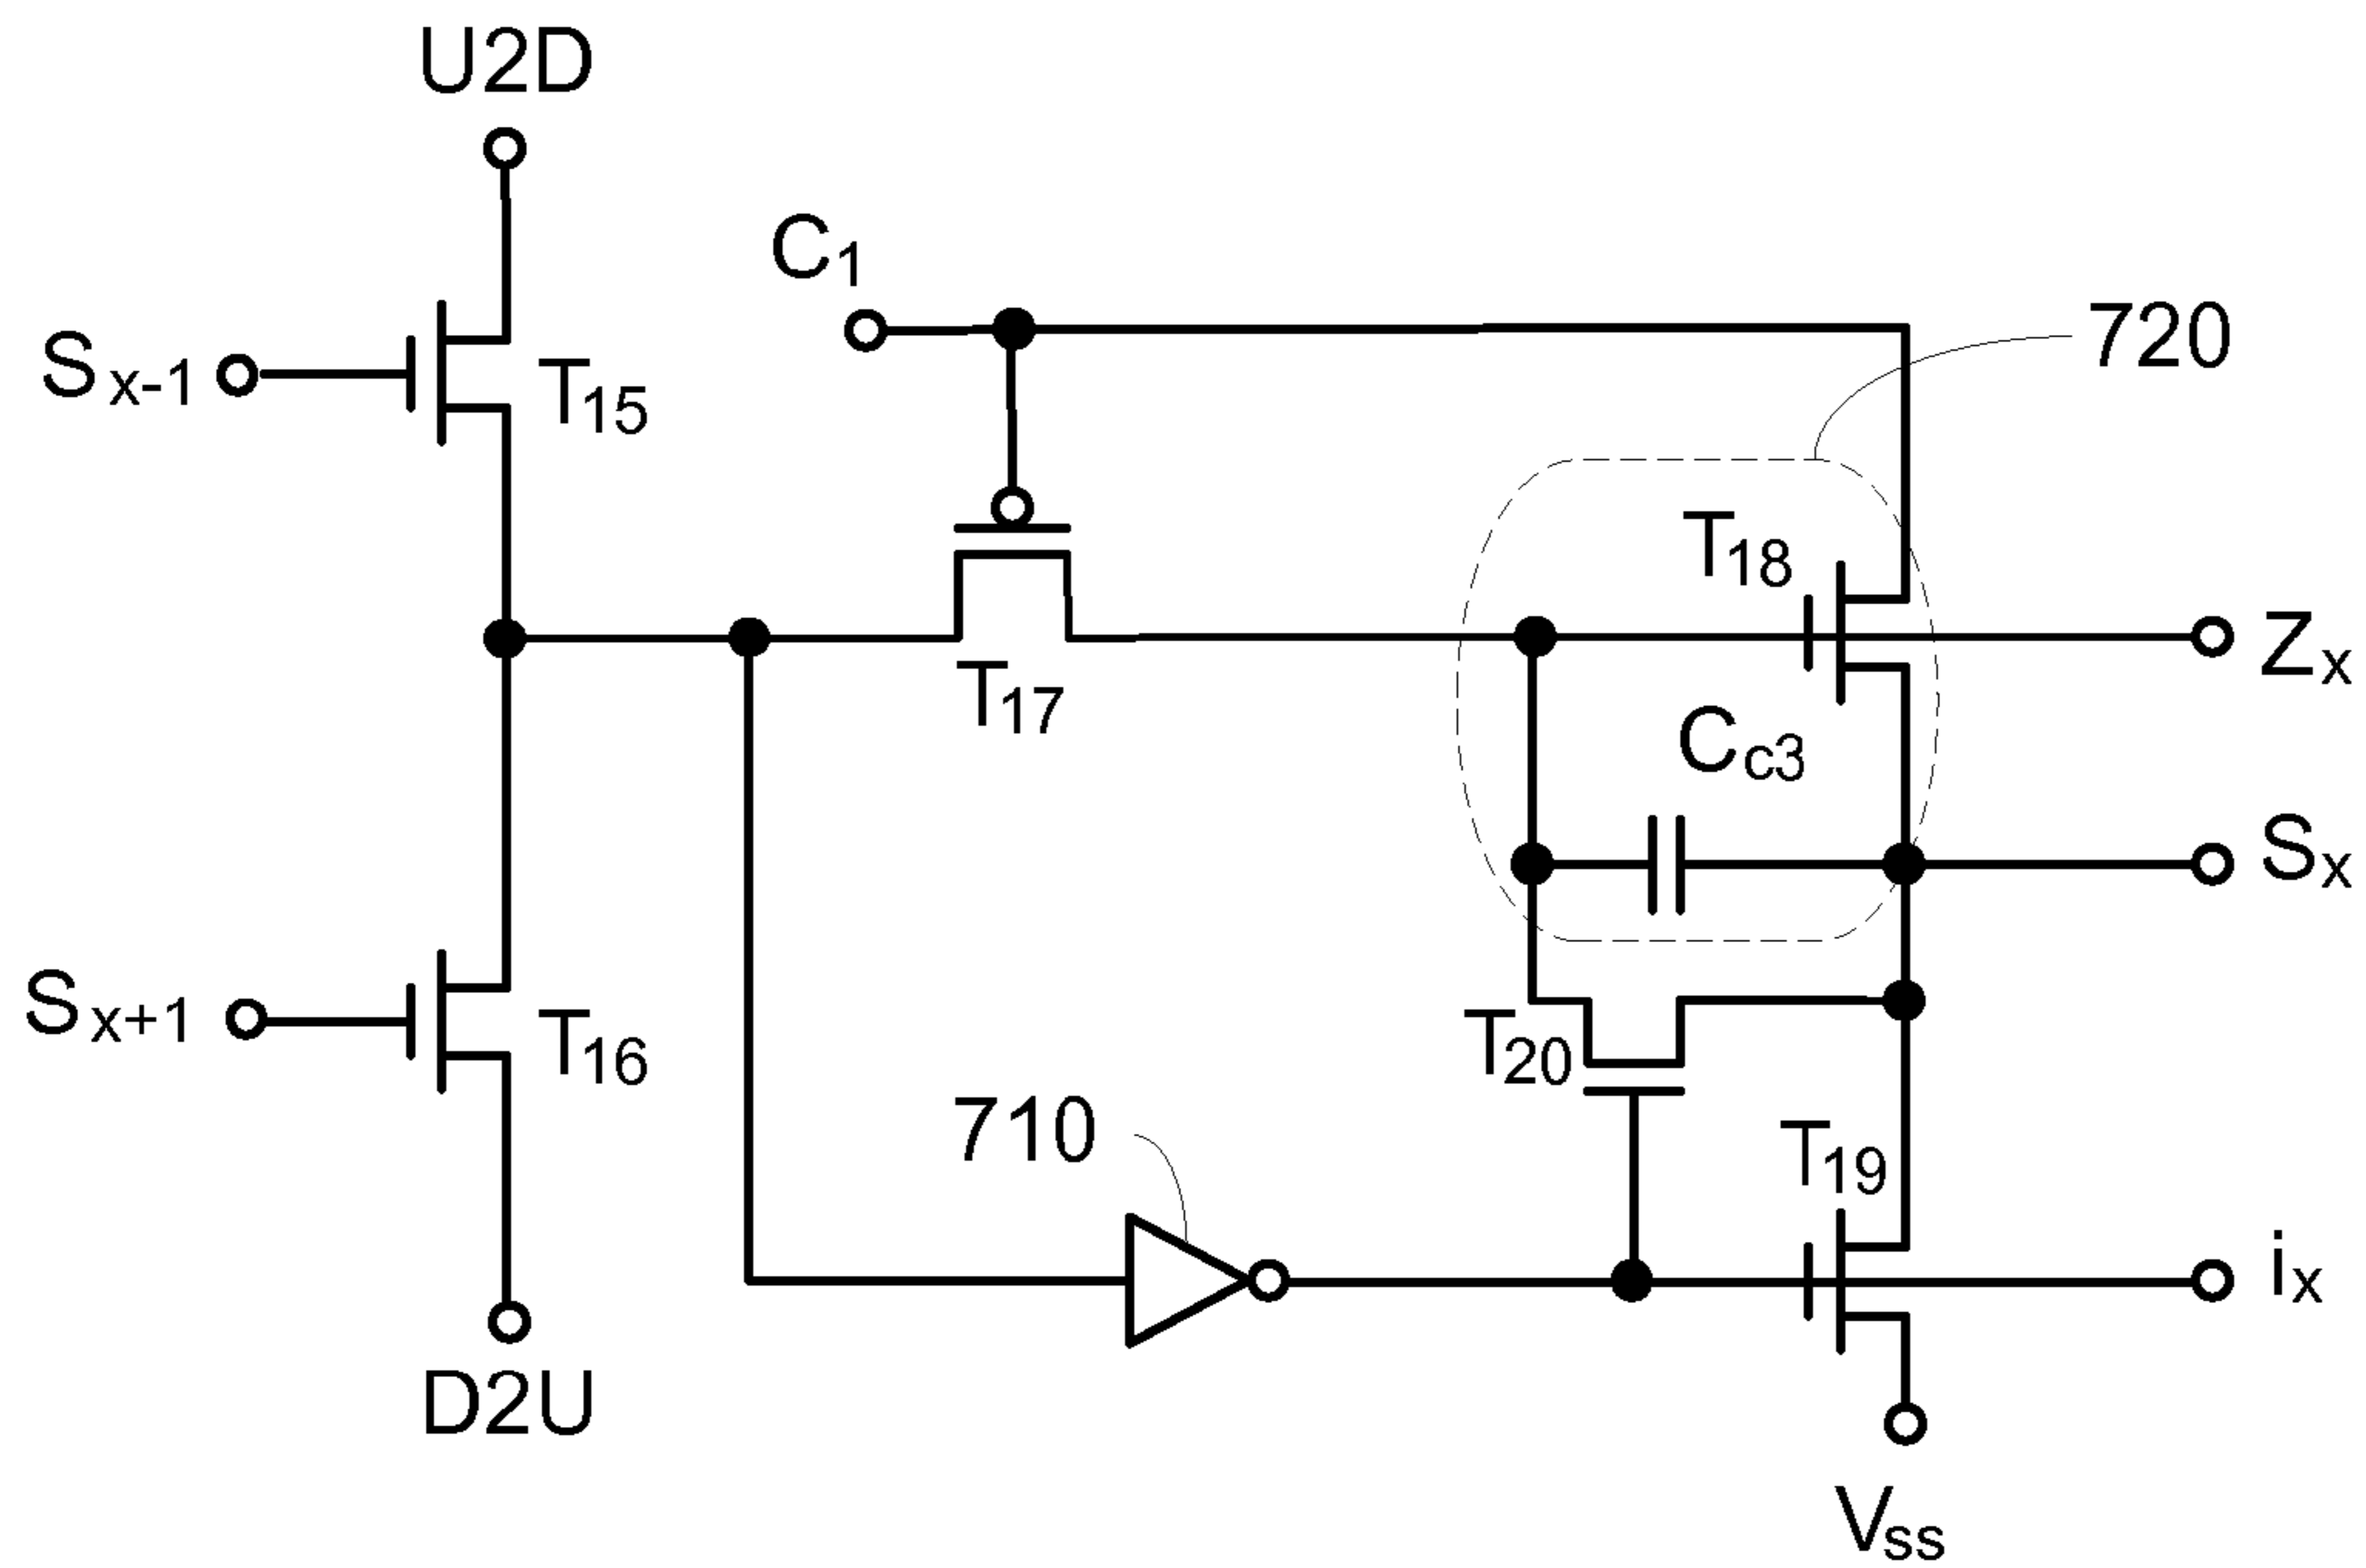 U2D
C1
720
Sx-1
T15
T18
Zx
T17
Cc3
Sx
Sx+1
T16
T20
710
T19
ix
D2U
Vss